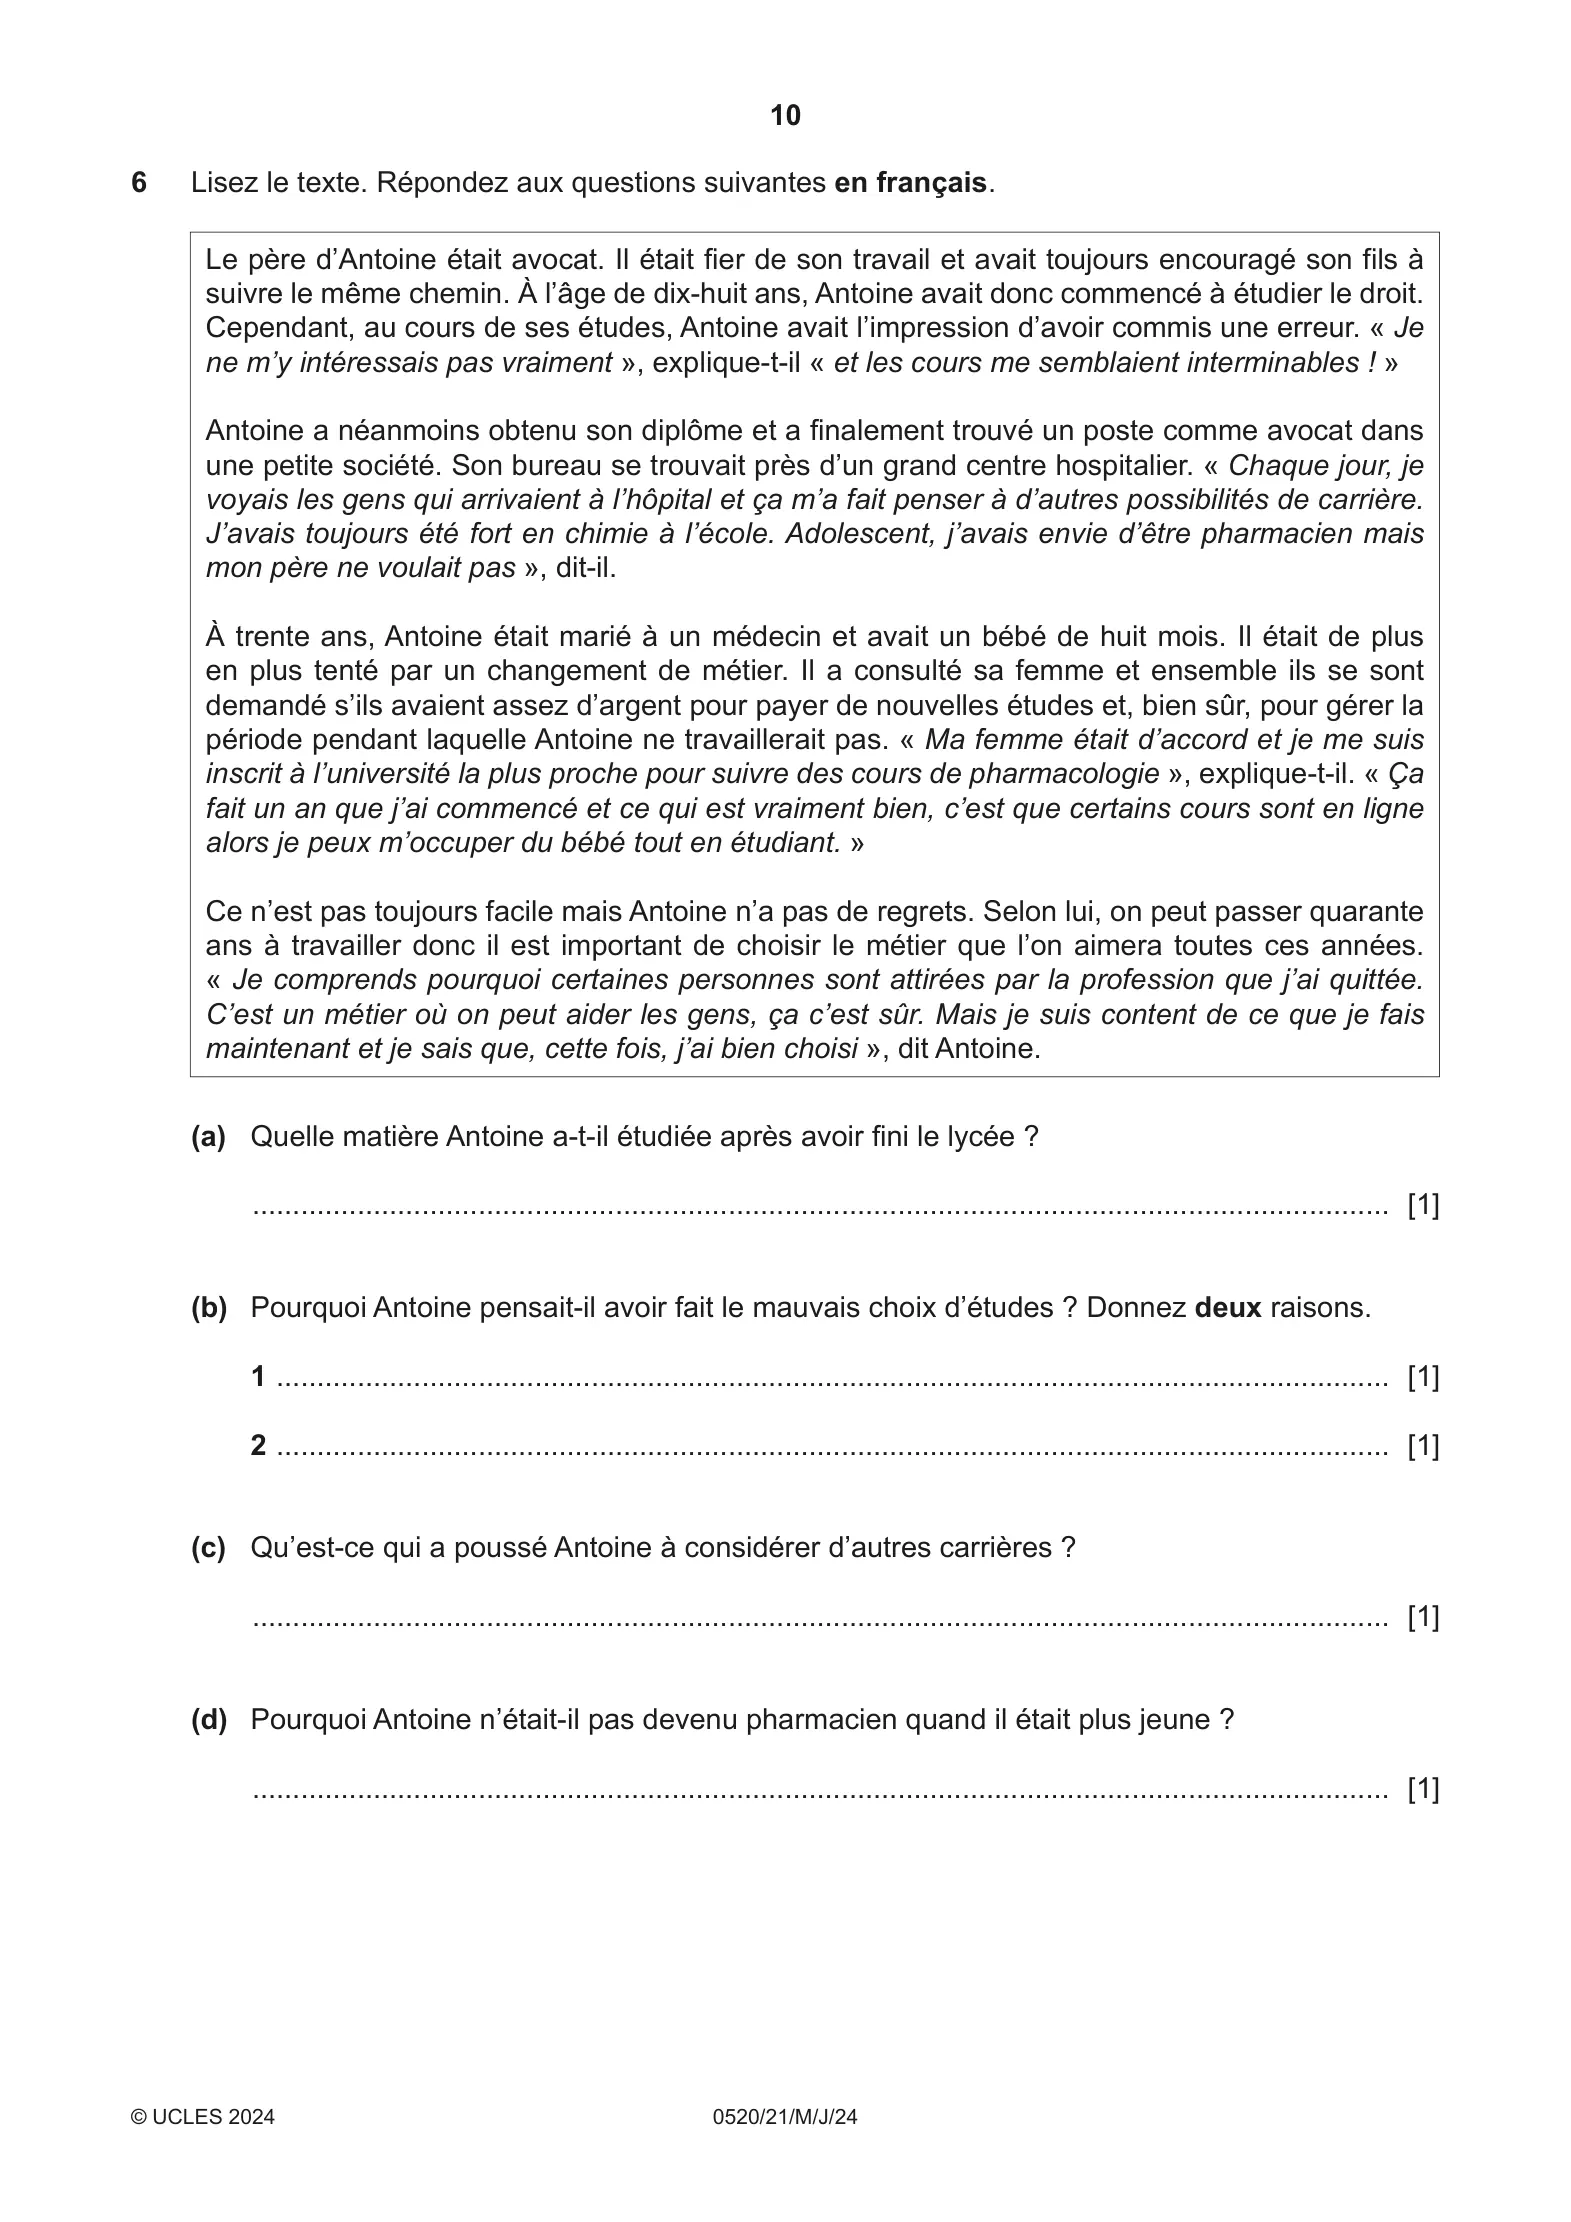 10
6 Lisez le texte. Répondez aux questions suivantes en français.
Le père d’Antoine était avocat. Il était fier de son travail et avait toujours encouragé son fils à
suivre le même chemin. À l’âge de dix-huit ans, Antoine avait donc commencé à étudier le droit.
Cependant, au cours de ses études, Antoine avait l’impression d’avoir commis une erreur. « Je
ne m’y intéressais pas vraiment », explique-t-il « et les cours me semblaient interminables ! »
Antoine a néanmoins obtenu son diplôme et a finalement trouvé un poste comme avocat dans
une petite société. Son bureau se trouvait près d’un grand centre hospitalier. « Chaque jour, je
voyais les gens qui arrivaient à l’hôpital et ça m’a fait penser à d’autres possibilités de carrière.
J’avais toujours été fort en chimie à l’école. Adolescent, j’avais envie d’être pharmacien mais
mon père ne voulait pas », dit-il.
À trente ans, Antoine était marié à un médecin et avait un bébé de huit mois. Il était de plus
en plus tenté par un changement de métier. Il a consulté sa femme et ensemble ils se sont
demandé s’ils avaient assez d’argent pour payer de nouvelles études et, bien sûr, pour gérer la
période pendant laquelle Antoine ne travaillerait pas. « Ma femme était d’accord et je me suis
inscrit à l’université la plus proche pour suivre des cours de pharmacologie », explique-t-il. « Ça
fait un an que j’ai commencé et ce qui est vraiment bien, c’est que certains cours sont en ligne
alors je peux m’occuper du bébé tout en étudiant. »
Ce n’est pas toujours facile mais Antoine n’a pas de regrets. Selon lui, on peut passer quarante
ans à travailler donc il est important de choisir le métier que l’on aimera toutes ces années.
« Je comprends pourquoi certaines personnes sont attirées par la profession que j’ai quittée.
C’est un métier où on peut aider les gens, ça c’est sûr. Mais je suis content de ce que je fais
maintenant et je sais que, cette fois, j’ai bien choisi », dit Antoine.
(a) Quelle matière Antoine a-t-il étudiée après avoir fini le lycée ?
[1]
(b) Pourquoi Antoine pensait-il avoir fait le mauvais choix d’études ? Donnez deux raisons.
1 [1]
2 [1]
(c) Qu’est-ce qui a poussé Antoine à considérer d’autres carrières ?
[1]
(d) Pourquoi Antoine n’était-il pas devenu pharmacien quand il était plus jeune ?
[1]
© UCLES 2024 0520/21/M/J/24